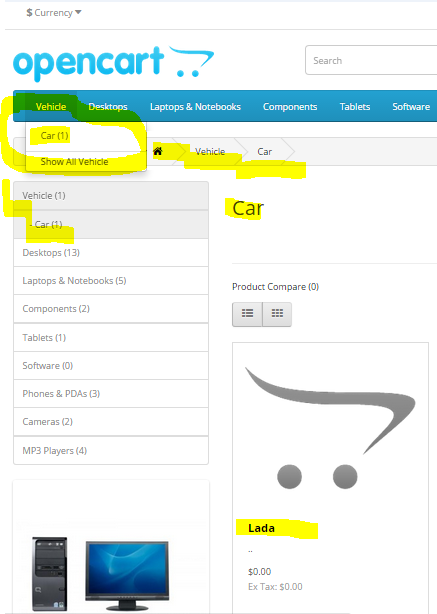 $ Currency
opencart
Search
Vehicle Desktops Laptops & Notebooks Components Tablets Software
Car (1)
Show All Vehicle
Vehicle Car
Vehicle (1)
- Car (1)
Desktops (13)
Laptops & Notebooks (5)
Components (2)
Tablets (1)
Software (0)
Phones & PDAs (3)
Cameras (2)
MP3 Players (4)
Car
Product Compare (0)
Lada
..
$0.00
Ex Tax: $0.00